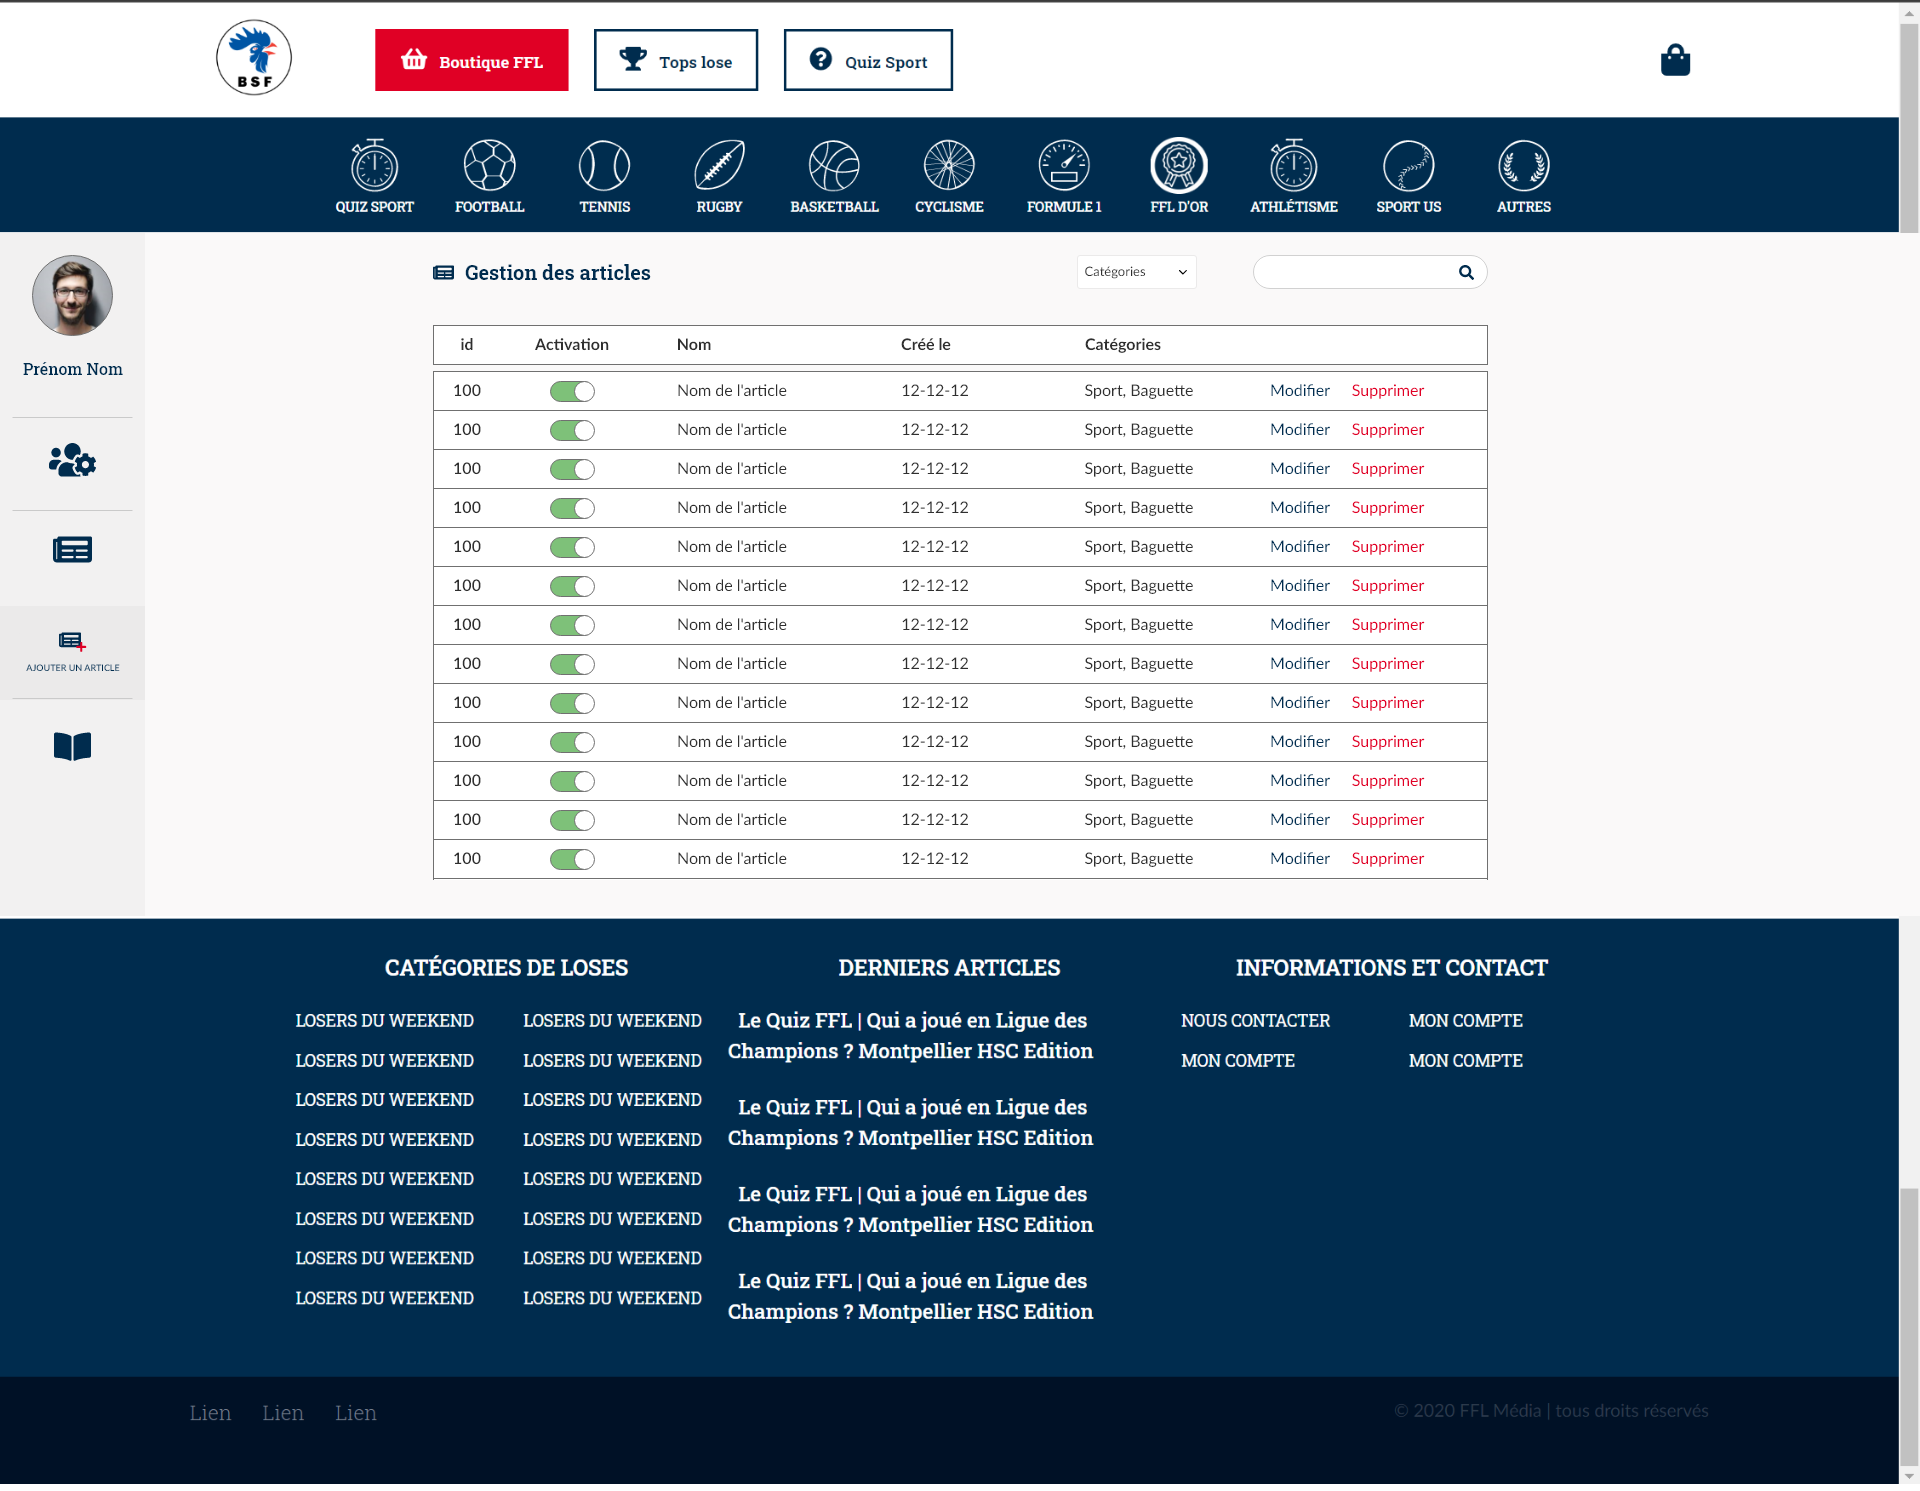 BSF
Boutique FFL
Tops lose
Quiz Sport
QUIZ SPORT
FOOTBALL
TENNIS
RUGBY
BASKETBALL
CYCLISME
FORMULE 1
FFL D'OR
ATHLÉTISME
SPORT US
AUTRES
Prénom Nom
AJOUTER UN ARTICLE
Gestion des articles
Catégories
id Activation Nom Créé le Catégories
100 Nom de l'article 12-12-12 Sport, Baguette Modifier Supprimer
100 Nom de l'article 12-12-12 Sport, Baguette Modifier Supprimer
100 Nom de l'article 12-12-12 Sport, Baguette Modifier Supprimer
100 Nom de l'article 12-12-12 Sport, Baguette Modifier Supprimer
100 Nom de l'article 12-12-12 Sport, Baguette Modifier Supprimer
100 Nom de l'article 12-12-12 Sport, Baguette Modifier Supprimer
100 Nom de l'article 12-12-12 Sport, Baguette Modifier Supprimer
100 Nom de l'article 12-12-12 Sport, Baguette Modifier Supprimer
100 Nom de l'article 12-12-12 Sport, Baguette Modifier Supprimer
100 Nom de l'article 12-12-12 Sport, Baguette Modifier Supprimer
100 Nom de l'article 12-12-12 Sport, Baguette Modifier Supprimer
100 Nom de l'article 12-12-12 Sport, Baguette Modifier Supprimer
100 Nom de l'article 12-12-12 Sport, Baguette Modifier Supprimer
CATÉGORIES DE LOSES
LOSERS DU WEEKEND LOSERS DU WEEKEND
LOSERS DU WEEKEND LOSERS DU WEEKEND
LOSERS DU WEEKEND LOSERS DU WEEKEND
LOSERS DU WEEKEND LOSERS DU WEEKEND
LOSERS DU WEEKEND LOSERS DU WEEKEND
LOSERS DU WEEKEND LOSERS DU WEEKEND
LOSERS DU WEEKEND LOSERS DU WEEKEND
LOSERS DU WEEKEND LOSERS DU WEEKEND
DERNIERS ARTICLES
Le Quiz FFL | Qui a joué en Ligue des
Champions ? Montpellier HSC Edition
Le Quiz FFL | Qui a joué en Ligue des
Champions ? Montpellier HSC Edition
Le Quiz FFL | Qui a joué en Ligue des
Champions ? Montpellier HSC Edition
Le Quiz FFL | Qui a joué en Ligue des
Champions ? Montpellier HSC Edition
INFORMATIONS ET CONTACT
NOUS CONTACTER MON COMPTE
MON COMPTE MON COMPTE
Lien Lien Lien
© 2020 FFL Média | tous droits réservés